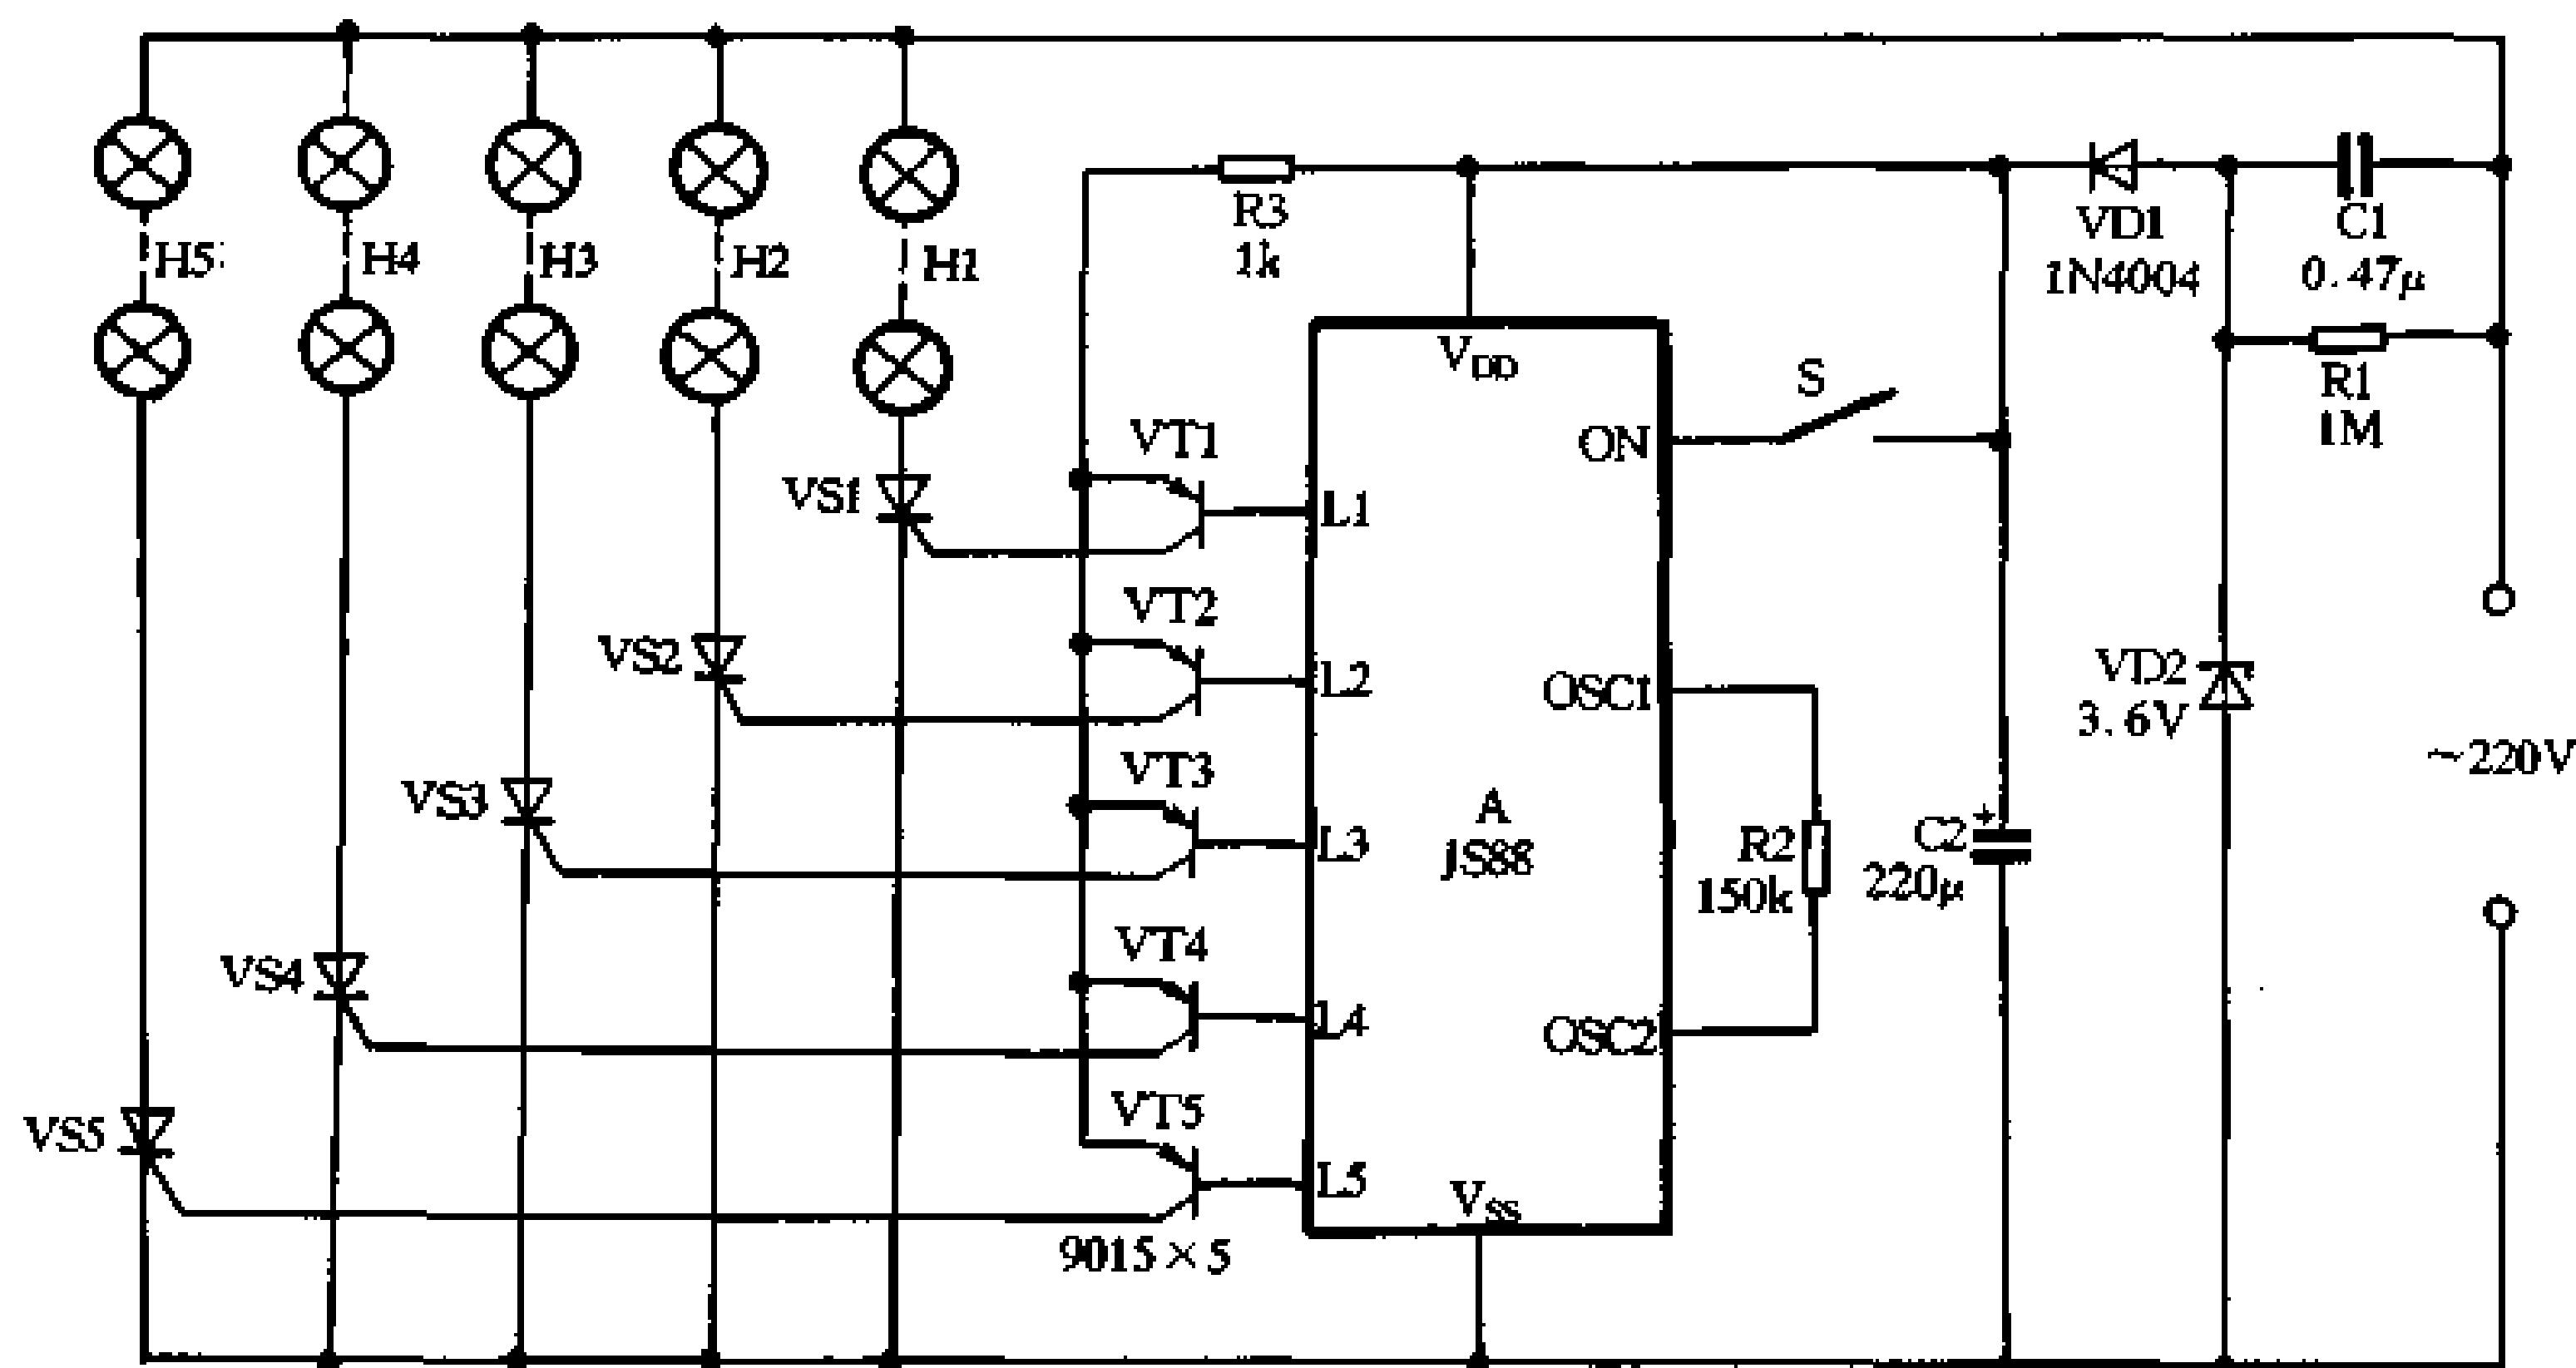 H5
H4
H3
H2
H1
R3
1k
VD1
1N4004
C1
0.47μ
R1
1M
V_DD
S
ON
VT1
VS1
L1
VT2
VS2
L2
OSC1
VD2
3.6V
~220V
VT3
VS3
L3
A
JS88
R2
150k
C2
+
220μ
VT4
VS4
L4
OSC2
VT5
VS5
L5
V_SS
9015×5